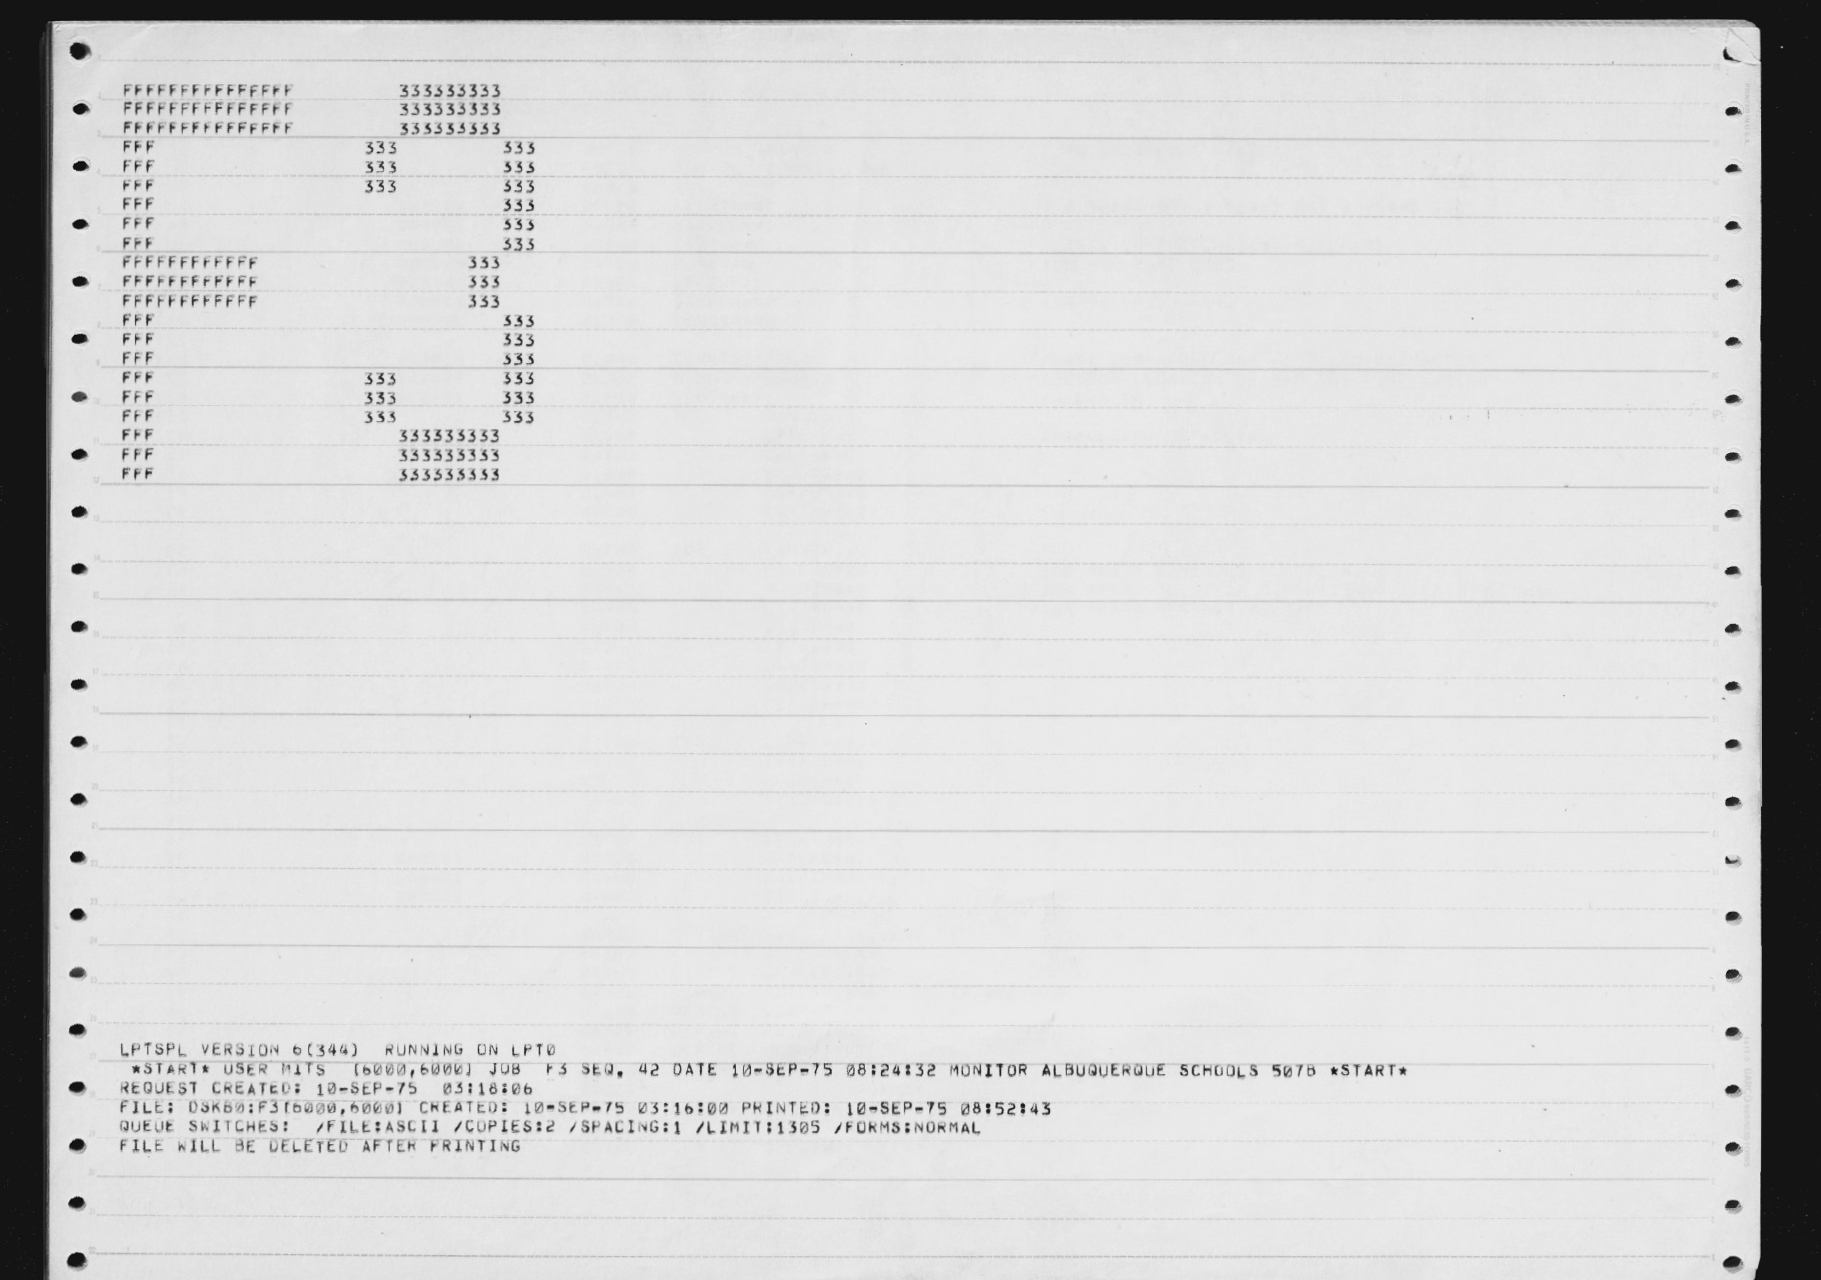 FFFFFFFFFFFFFFF         333333333
FFFFFFFFFFFFFFF         333333333
FFFFFFFFFFFFFFF         333333333
FFF                  333         333
FFF                  333         333
FFF                  333         333
FFF                              333
FFF                              333
FFF                              333
FFFFFFFFFFFF                  333
FFFFFFFFFFFF                  333
FFFFFFFFFFFF                  333
FFF                              333
FFF                              333
FFF                              333
FFF                  333         333
FFF                  333         333
FFF                  333         333
FFF                     333333333
FFF                     333333333
FFF                     333333333
LPTSPL VERSION 6(344)  RUNNING ON LPT0
*START* USER MITS  [6000,6000] JOB  F3 SEQ. 42 DATE 10-SEP-75 08:24:32 MONITOR ALBUQUERQUE SCHOOLS 507B *START*
REQUEST CREATED: 10-SEP-75  03:18:06
FILE: DSKB0:F3[6000,6000] CREATED: 10-SEP-75 03:16:00 PRINTED: 10-SEP-75 08:52:43
QUEUE SWITCHES:  /FILE:ASCII /COPIES:2 /SPACING:1 /LIMIT:1305 /FORMS:NORMAL
FILE WILL BE DELETED AFTER PRINTING